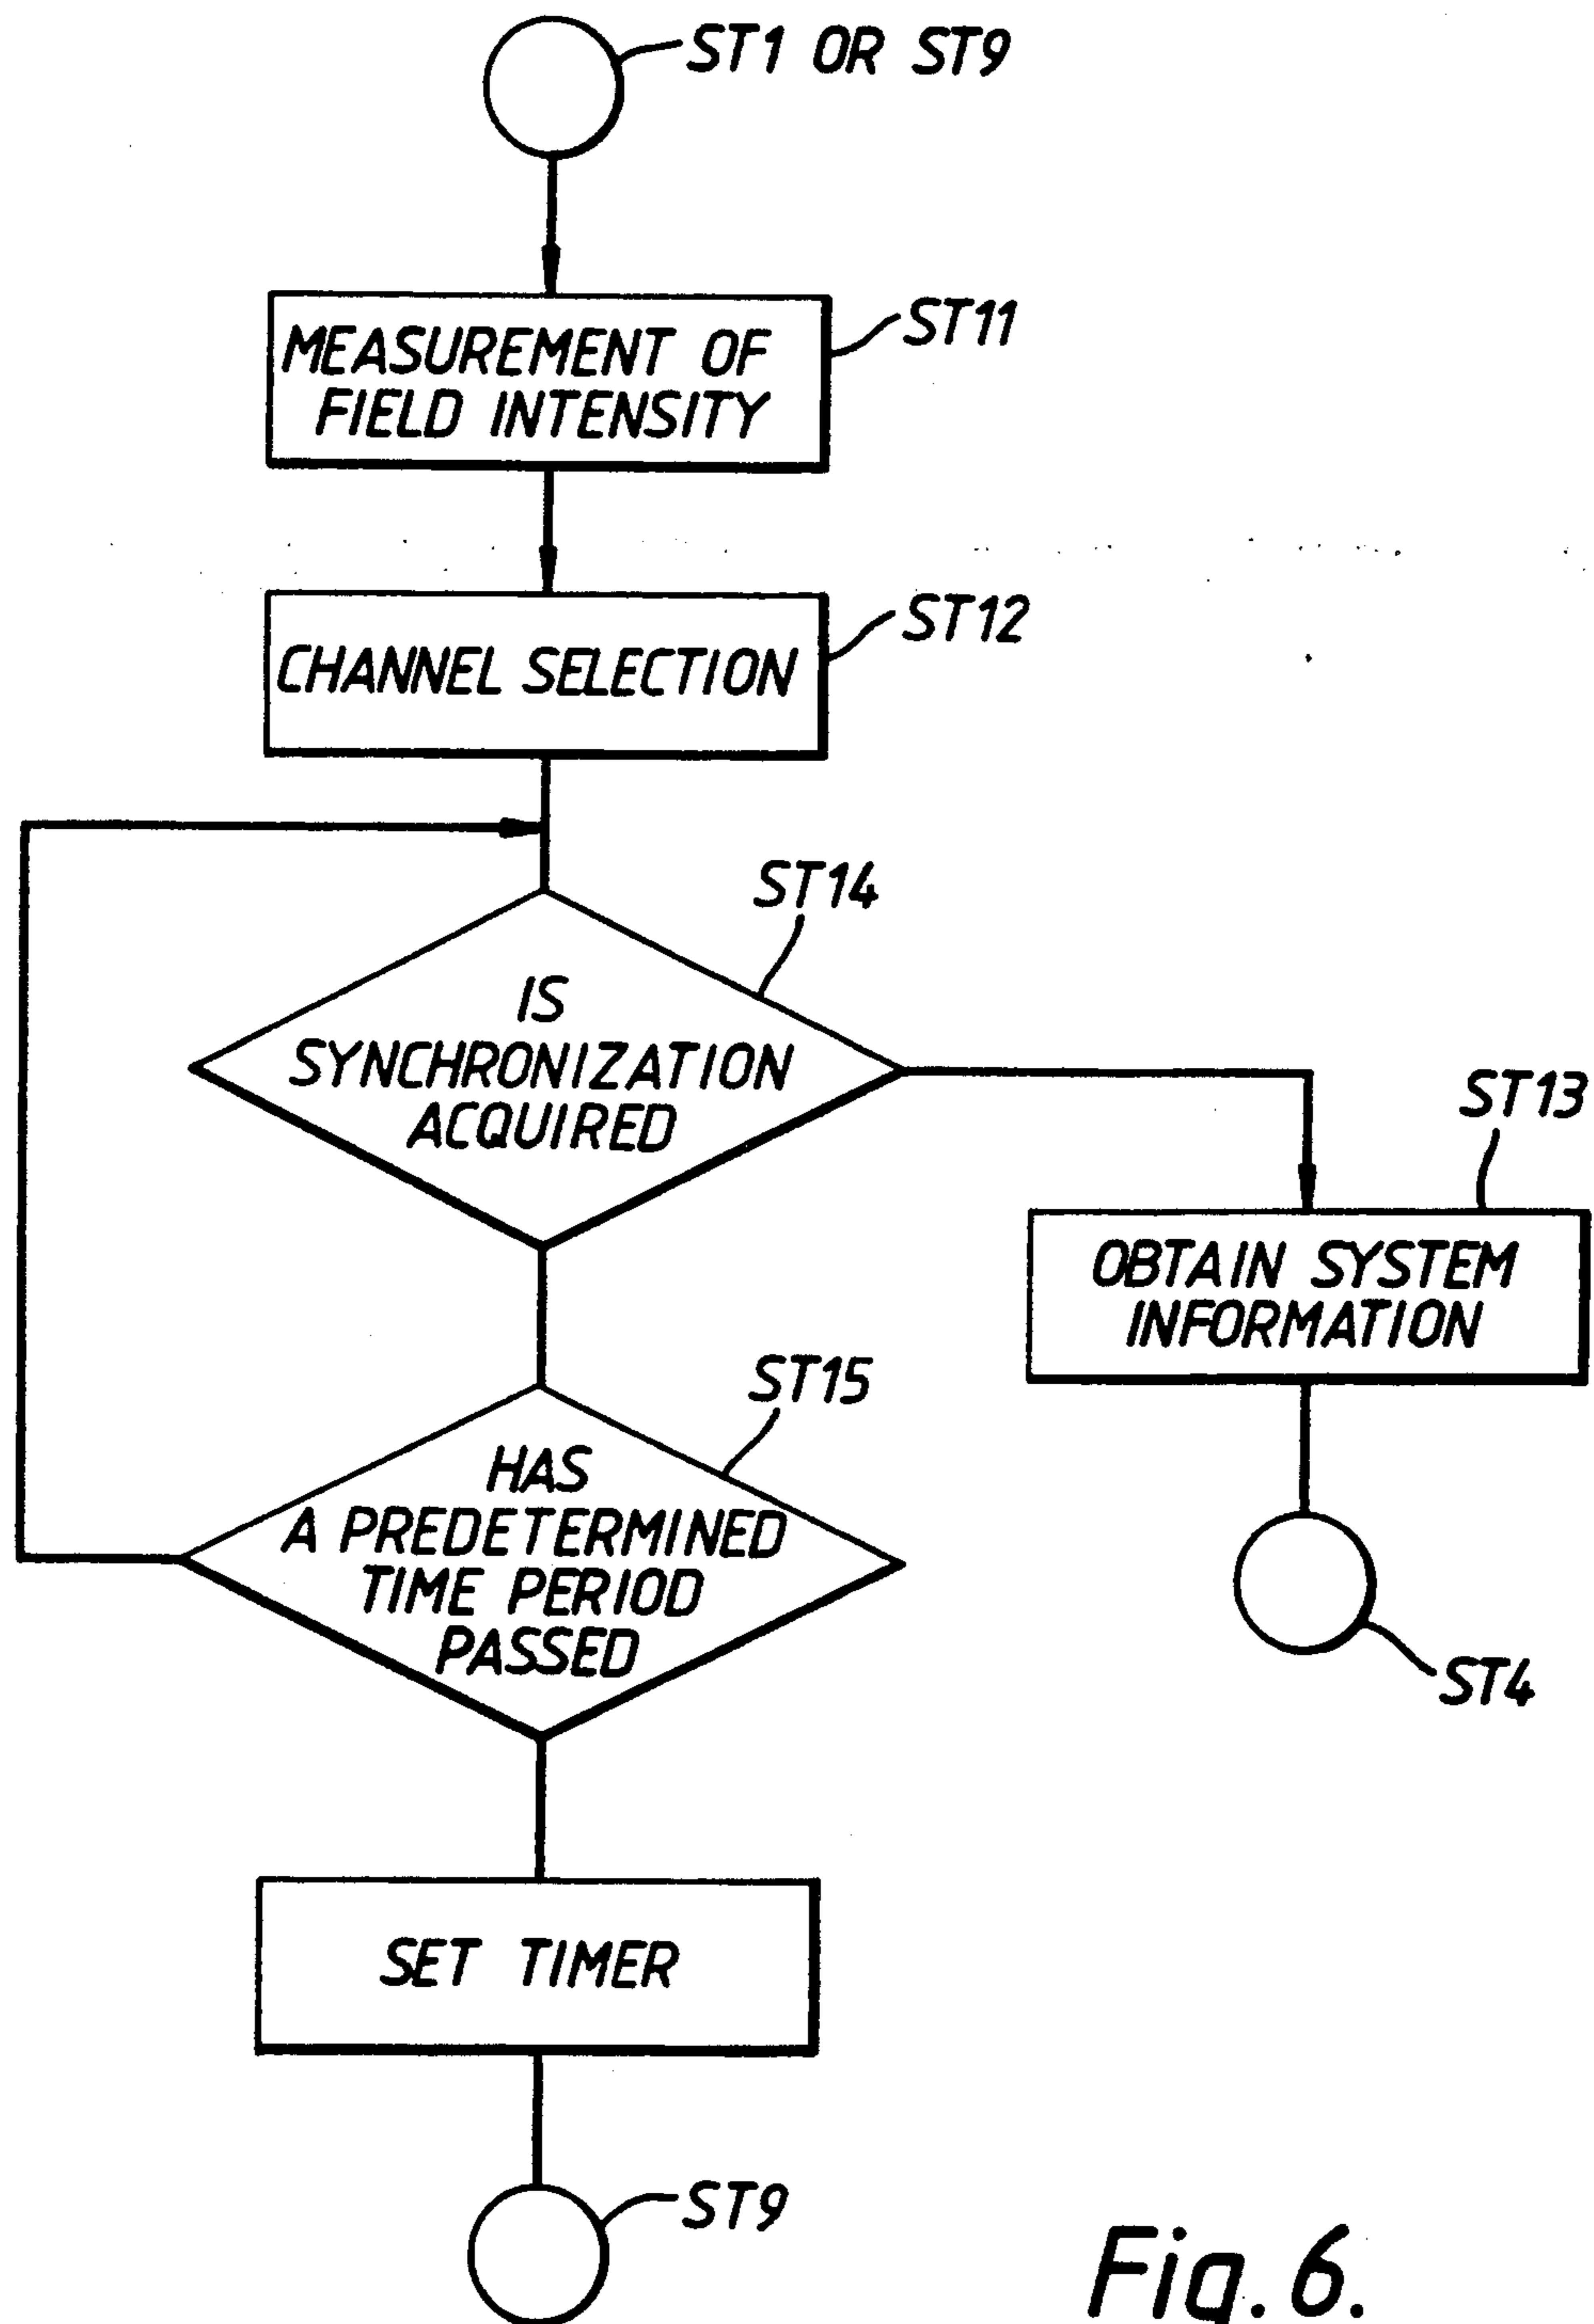 ST1 OR ST9
MEASUREMENT OF
FIELD INTENSITY
ST11
CHANNEL SELECTION
ST12
ST14
IS
SYNCHRONIZATION
ACQUIRED
ST13
OBTAIN SYSTEM
INFORMATION
ST15
HAS
A PREDETERMINED
TIME PERIOD
PASSED
ST4
SET TIMER
ST9
Fig. 6.